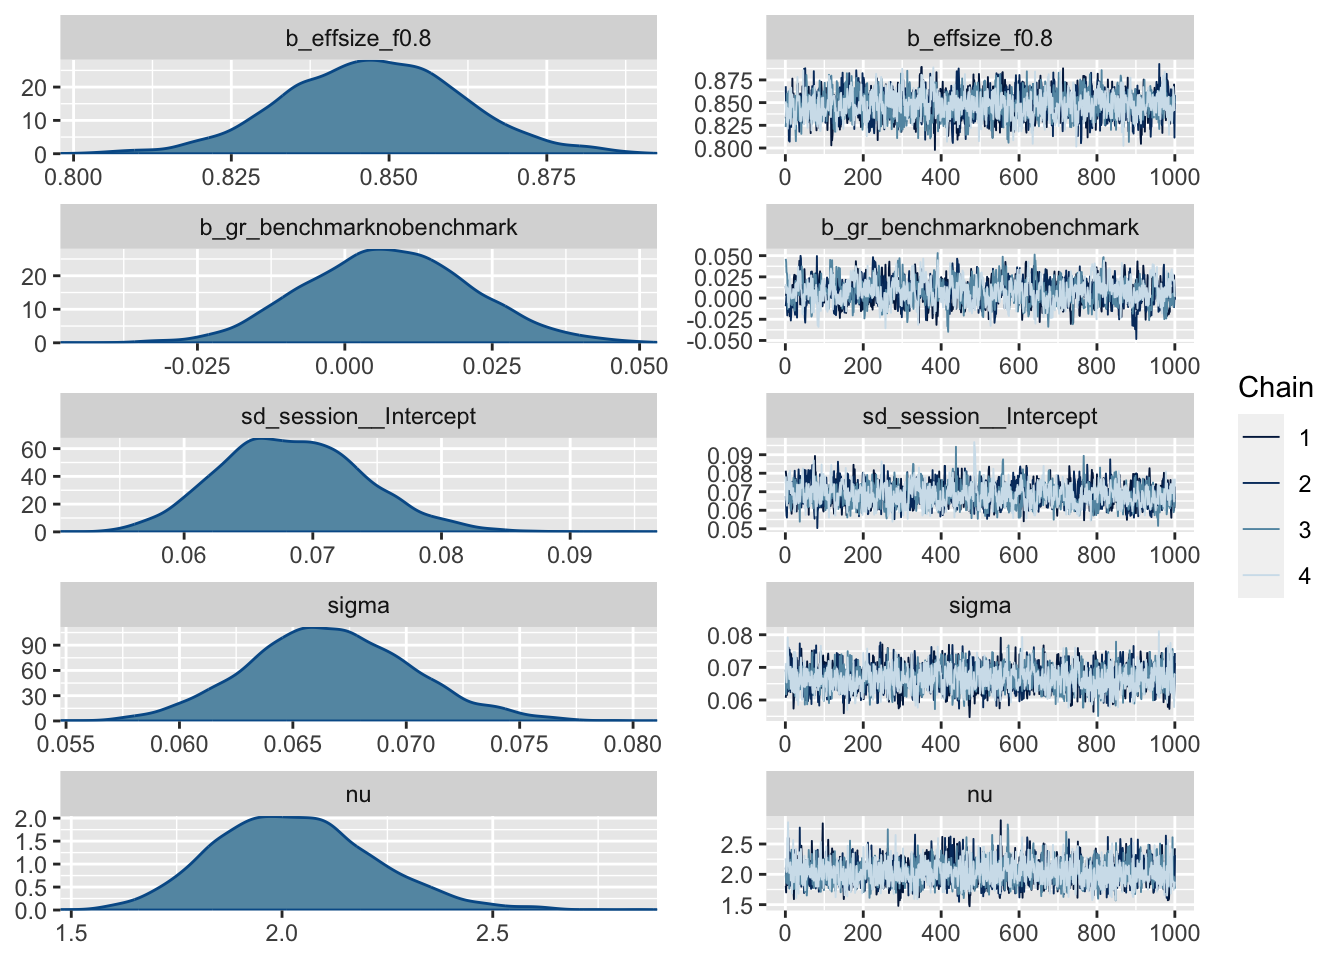 b_effsize_f0.8
20
10
0
0.800 0.825 0.850 0.875
b_effsize_f0.8
0.875
0.850
0.825
0.800
0 200 400 600 800 1000
b_gr_benchmarknobenchmark
20
10
0
-0.025 0.000 0.025 0.050
b_gr_benchmarknobenchmark
0.050
0.025
0.000
-0.025
-0.050
0 200 400 600 800 1000
sd_session__Intercept
60
40
20
0
0.06 0.07 0.08 0.09
sd_session__Intercept
0.09
0.08
0.07
0.06
0.05
0 200 400 600 800 1000
sigma
90
60
30
0
0.055 0.060 0.065 0.070 0.075 0.080
sigma
0.08
0.07
0.06
0 200 400 600 800 1000
nu
2.0
1.5
1.0
0.5
0.0
1.5 2.0 2.5
nu
2.5
2.0
1.5
0 200 400 600 800 1000
Chain
1
2
3
4